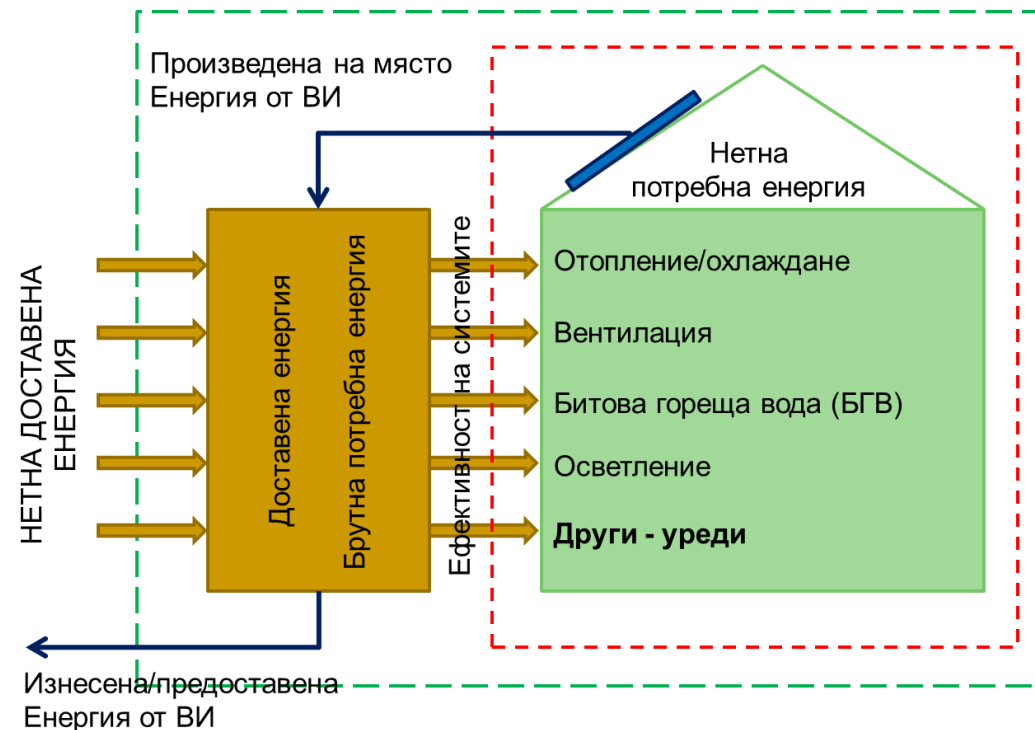 Произведена на място
Енергия от ВИ
Нетна
потребна енергия
НЕТНА ДОСТАВЕНА
ЕНЕРГИЯ
Доставена енергия
Брутна потребна енергия
Ефективност на системите
Отопление/охлаждане
Вентилация
Битова гореща вода (БГВ)
Осветление
Други - уреди
Изнесена/предоставена
Енергия от ВИ